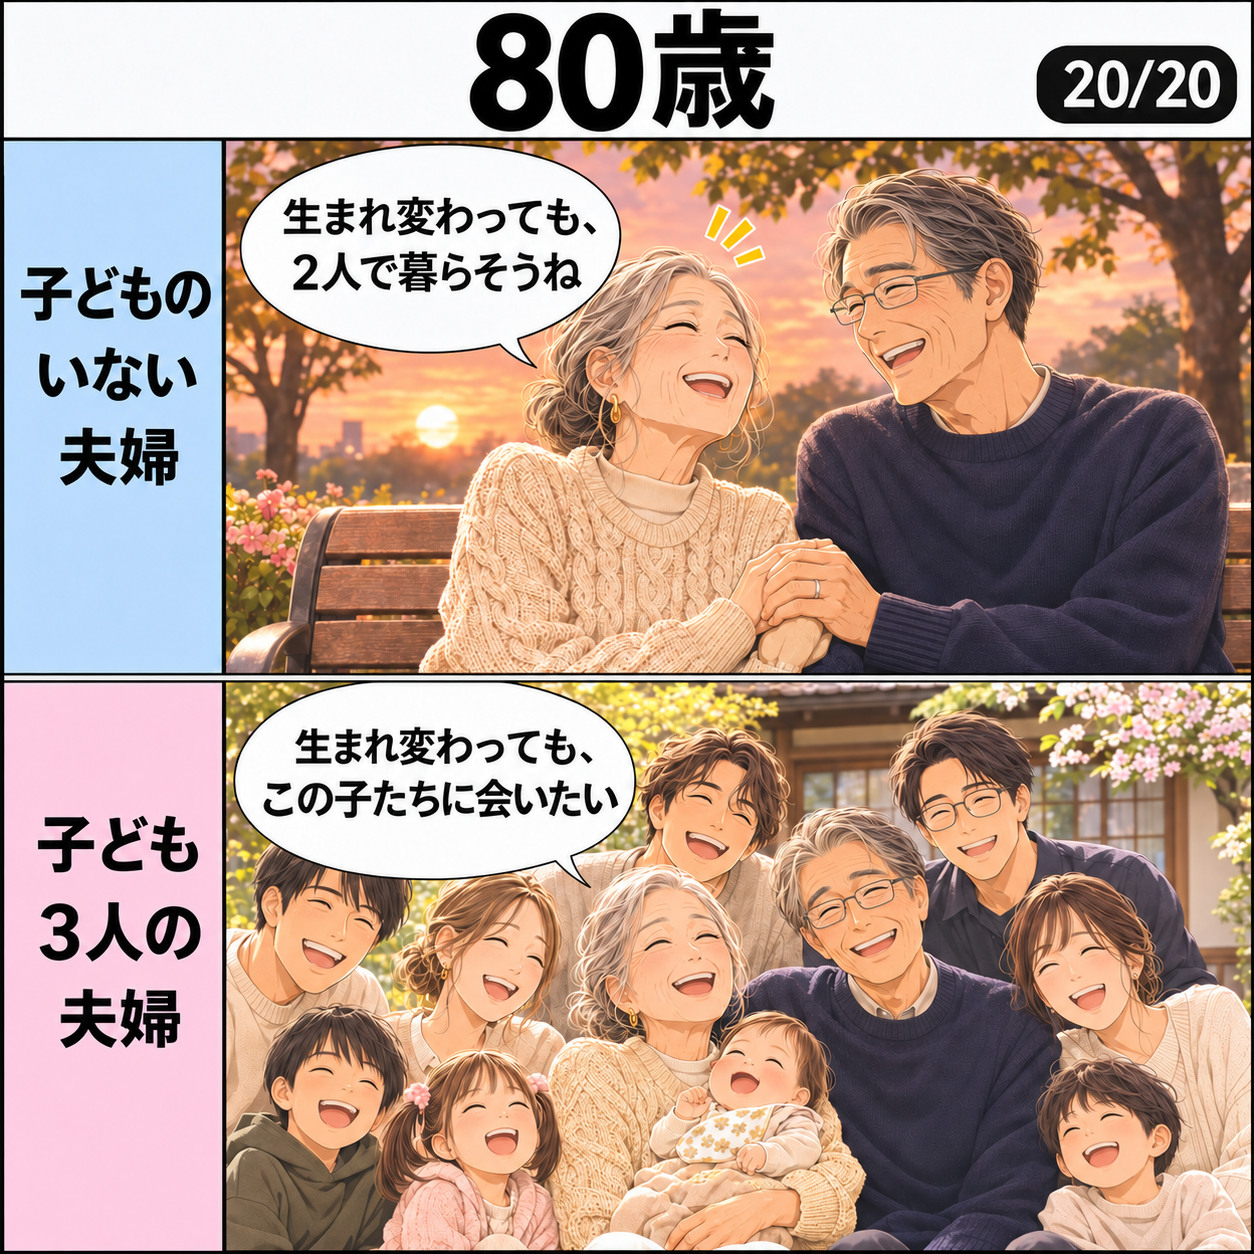 80歳
20/20
子どもの
いない
夫婦
生まれ変わっても、
2人で暮らそうね
子ども
3人の
夫婦
生まれ変わっても、
この子たちに会いたい